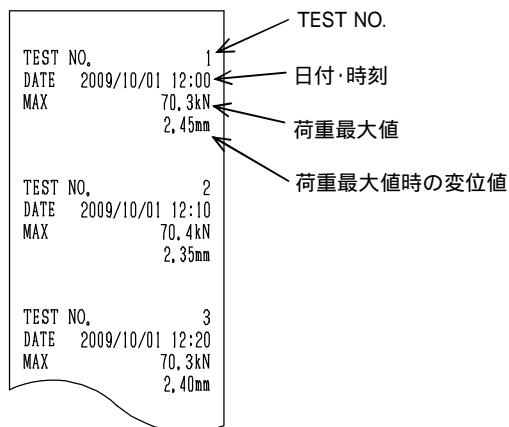 TEST NO. 1
DATE 2009/10/01 12:00
MAX 70.3kN
2.45mm
TEST NO. 2
DATE 2009/10/01 12:10
MAX 70.4kN
2.35mm
TEST NO. 3
DATE 2009/10/01 12:20
MAX 70.3kN
2.40mm
TEST NO.
日付・時刻
荷重最大値
荷重最大値時の変位値